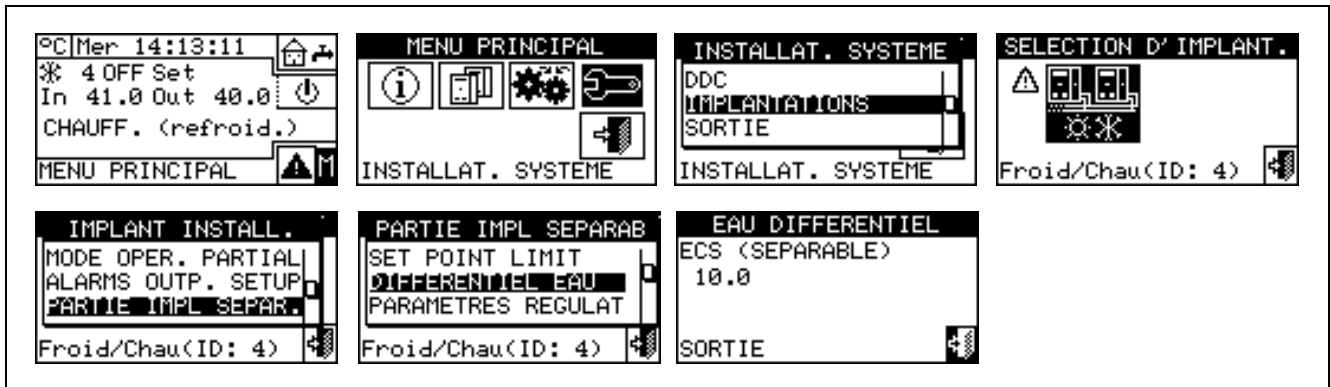 °C Mer 14:13:11
4 OFF Set
In 41.0 Out 40.0
CHAUFF. (refroid.)
MENU PRINCIPAL M
MENU PRINCIPAL
INSTALLAT. SYSTEME
INSTALLAT. SYSTEME
DDC
IMPLANTATIONS
SORTIE
INSTALLAT. SYSTEME
SELECTION D'IMPLANT.
Froid/Chau(ID: 4)
IMPLANT INSTALL.
MODE OPER. PARTIAL
ALARMS OUTP. SETUP
PARTIE IMPL SEPAR.
Froid/Chau(ID: 4)
PARTIE IMPL SEPARAB
SET POINT LIMIT
DIFFERENTIEL EAU
PARAMETRES REGULAT
Froid/Chau(ID: 4)
EAU DIFFERENTIEL
ECS (SEPARABLE)
10.0
SORTIE